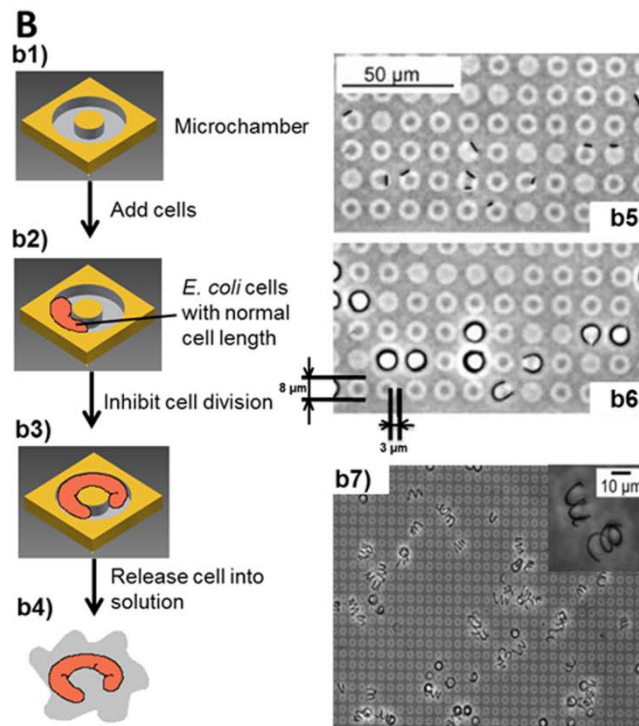 B
b1)
Microchamber
Add cells
b2)
E. coli cells
with normal
cell length
Inhibit cell division
b3)
Release cell into
solution
b4)
50 µm
b5
b6
8 µm
3 µm
b7)
10 µm